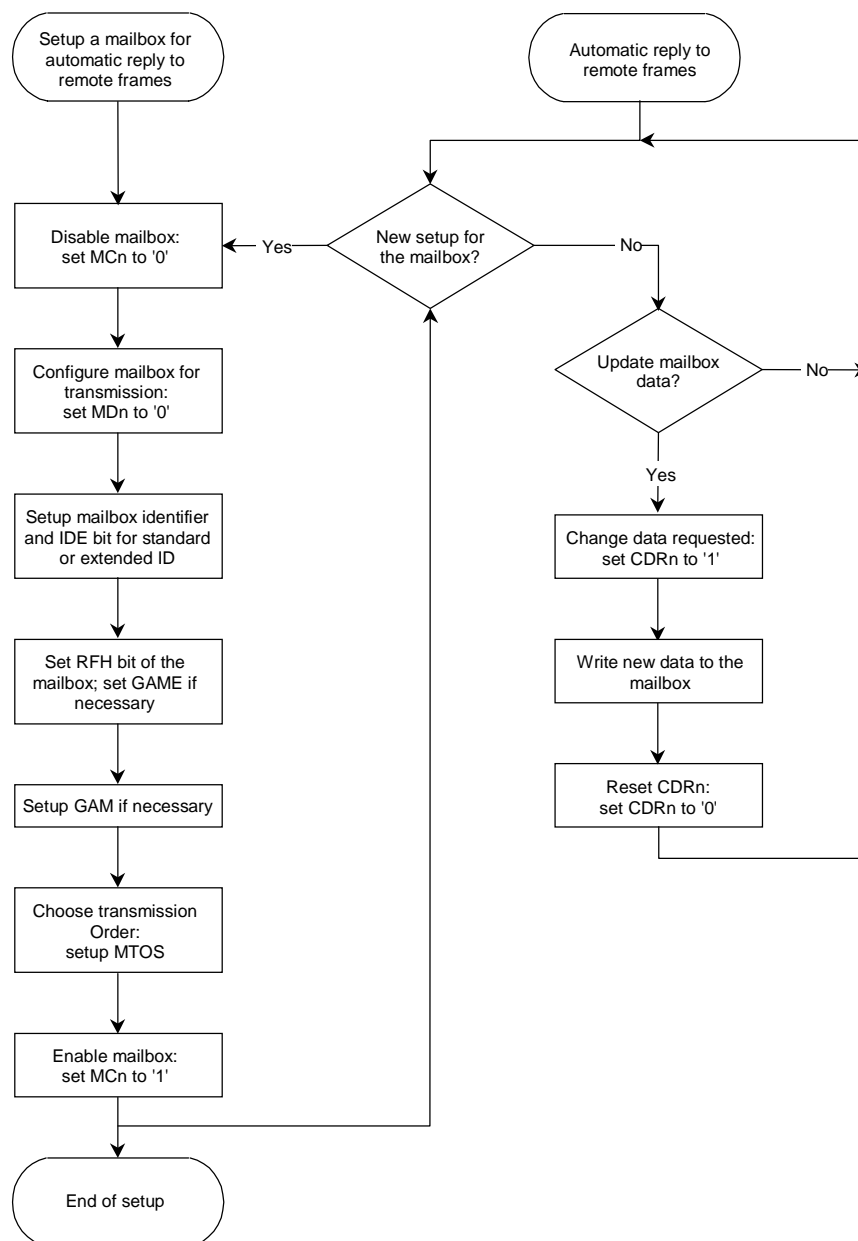 Setup a mailbox for
automatic reply to
remote frames
Disable mailbox:
set MCn to '0'
Configure mailbox for
transmission:
set MDn to '0'
Setup mailbox identifier
and IDE bit for standard
or extended ID
Set RFH bit of the
mailbox; set GAME if
necessary
Setup GAM if necessary
Choose transmission
Order:
setup MTOS
Enable mailbox:
set MCn to '1'
End of setup
Automatic reply to
remote frames
New setup for
the mailbox?
Yes
No
Update mailbox
data?
No
Yes
Change data requested:
set CDRn to '1'
Write new data to the
mailbox
Reset CDRn:
set CDRn to '0'